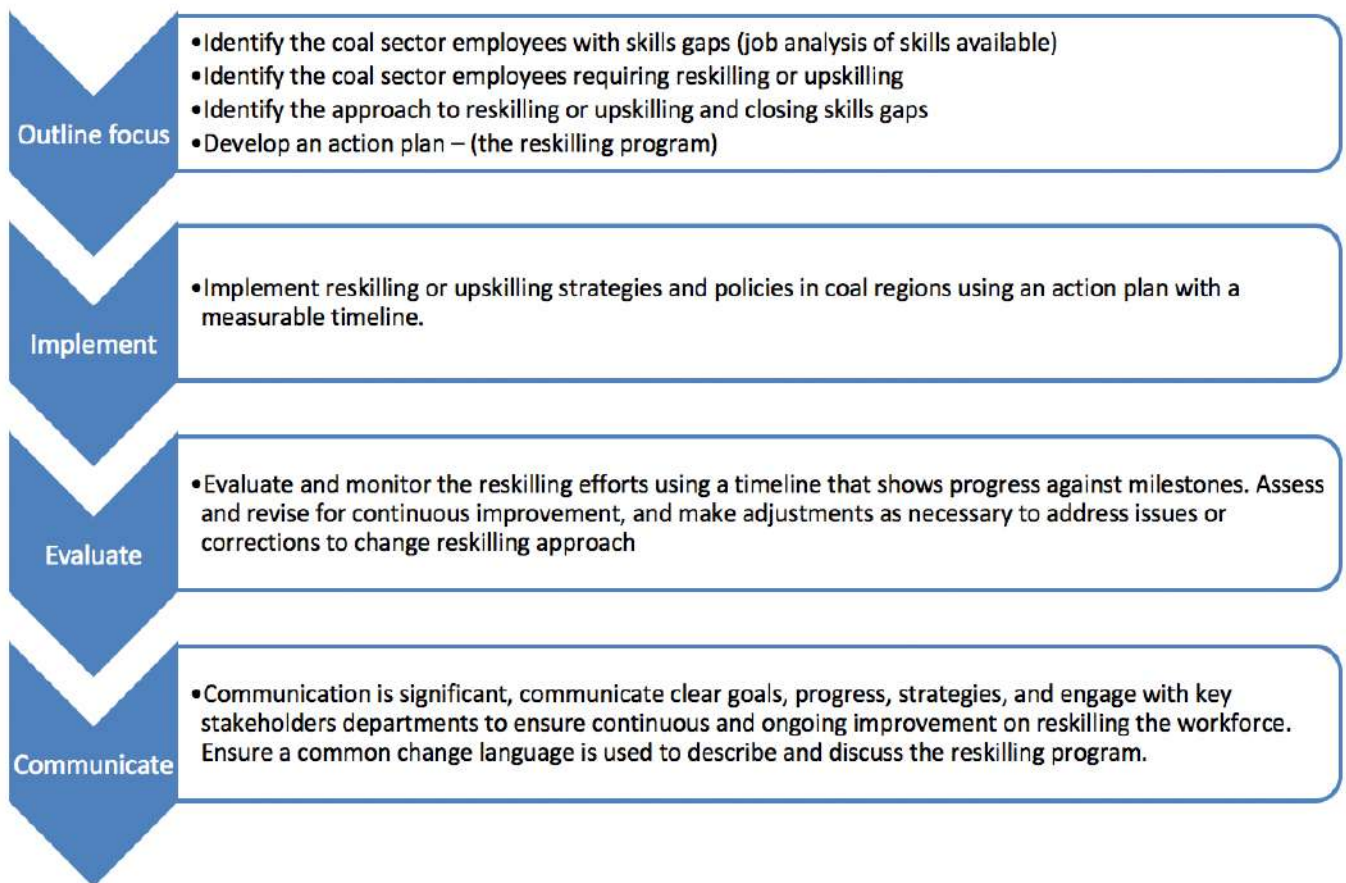 Outline focus
•Identify the coal sector employees with skills gaps (job analysis of skills available)
•Identify the coal sector employees requiring reskilling or upskilling
•Identify the approach to reskilling or upskilling and closing skills gaps
•Develop an action plan – (the reskilling program)
Implement
•Implement reskilling or upskilling strategies and policies in coal regions using an action plan with a
measurable timeline.
Evaluate
•Evaluate and monitor the reskilling efforts using a timeline that shows progress against milestones. Assess
and revise for continuous improvement, and make adjustments as necessary to address issues or
corrections to change reskilling approach
Communicate
•Communication is significant, communicate clear goals, progress, strategies, and engage with key
stakeholders departments to ensure continuous and ongoing improvement on reskilling the workforce.
Ensure a common change language is used to describe and discuss the reskilling program.